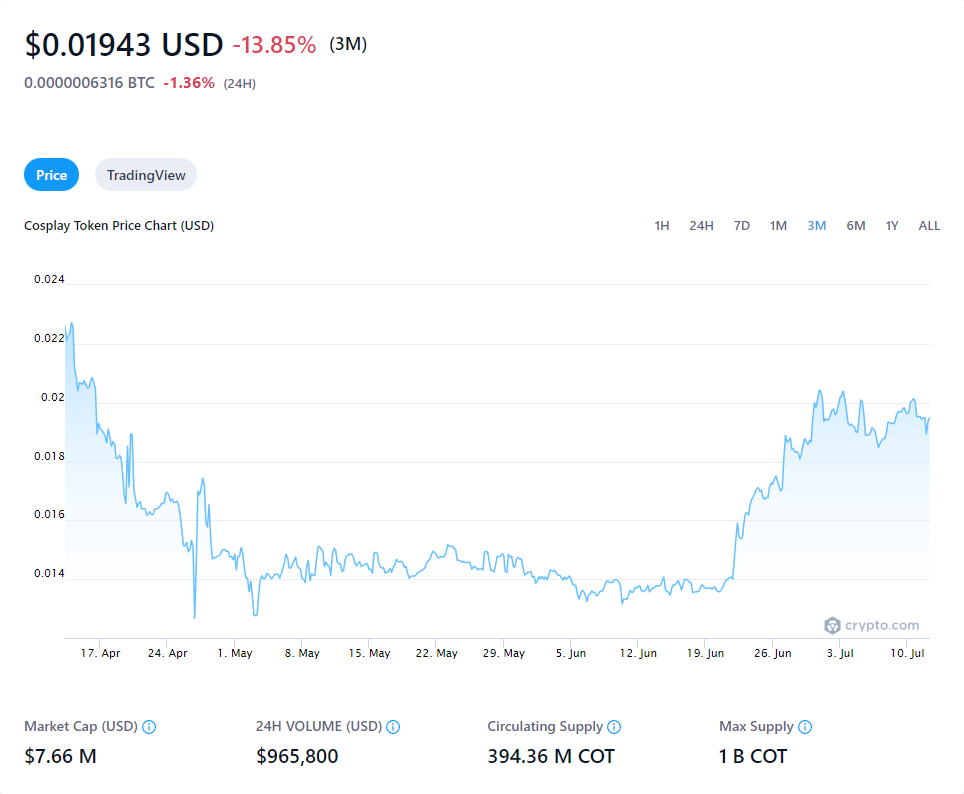 $0.01943 USD -13.85% (3M)
0.0000006316 BTC -1.36% (24H)
Price TradingView
Cosplay Token Price Chart (USD) 1H 24H 7D 1M 3M 6M 1Y ALL
0.024
0.022
0.02
0.018
0.016
0.014
crypto.com
17. Apr 24. Apr 1. May 8. May 15. May 22. May 29. May 5. Jun 12. Jun 19. Jun 26. Jun 3. Jul 10. Jul
Market Cap (USD) 24H VOLUME (USD) Circulating Supply Max Supply
$7.66 M $965,800 394.36 M COT 1 B COT